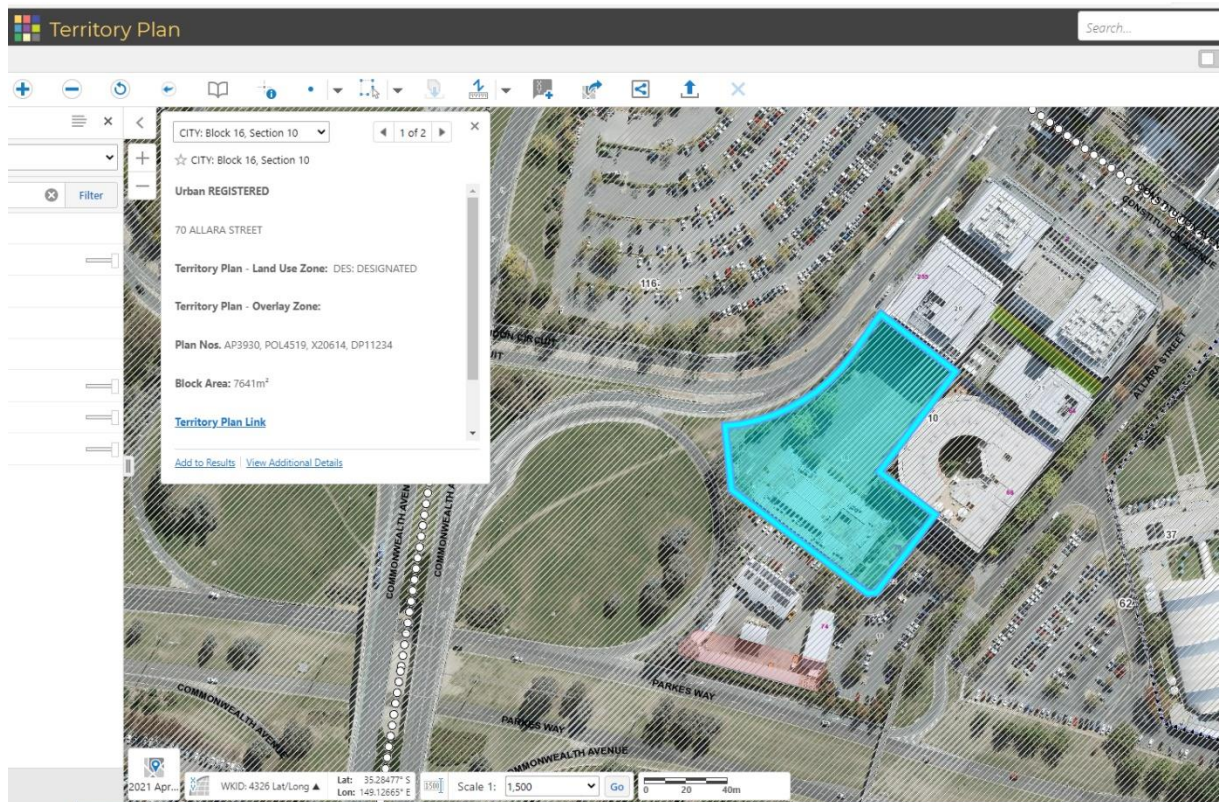 Territory Plan
Search...
Filter
CITY: Block 16, Section 10
1 of 2
CITY: Block 16, Section 10
Urban REGISTERED
70 ALLARA STREET
Territory Plan - Land Use Zone: DES: DESIGNATED
Territory Plan - Overlay Zone:
Plan Nos. AP3930, POL4519, X20614, DP11234
Block Area: 7641m²
Territory Plan Link
Add to Results
View Additional Details
CONSTITUTION AVENUE
116
10
ALLARA STREET
37
62
74
COMMONWEALTH AVENUE
COMMONWEALTH AVENUE
PARKES WAY
PARKES WAY
COMMONWEALTH AVENUE
2021 Apr...
WKID: 4326 Lat/Long
Lat: 35.28477° S
Lon: 149.12665° E
Scale 1: 1,500
Go
0 20 40m